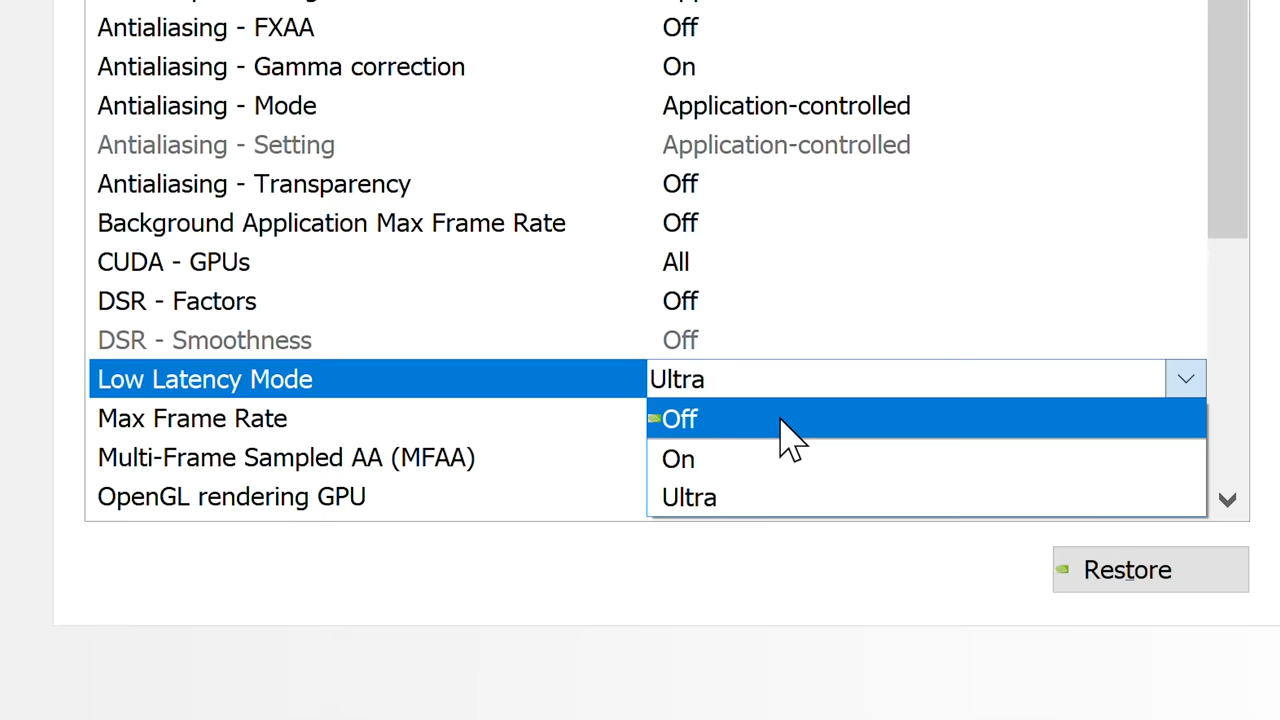 Antialiasing - FXAA Off
Antialiasing - Gamma correction On
Antialiasing - Mode Application-controlled
Antialiasing - Setting Application-controlled
Antialiasing - Transparency Off
Background Application Max Frame Rate Off
CUDA - GPUs All
DSR - Factors Off
DSR - Smoothness Off
Low Latency Mode Ultra
Max Frame Rate Off
Multi-Frame Sampled AA (MFAA) On
OpenGL rendering GPU Ultra
Restore